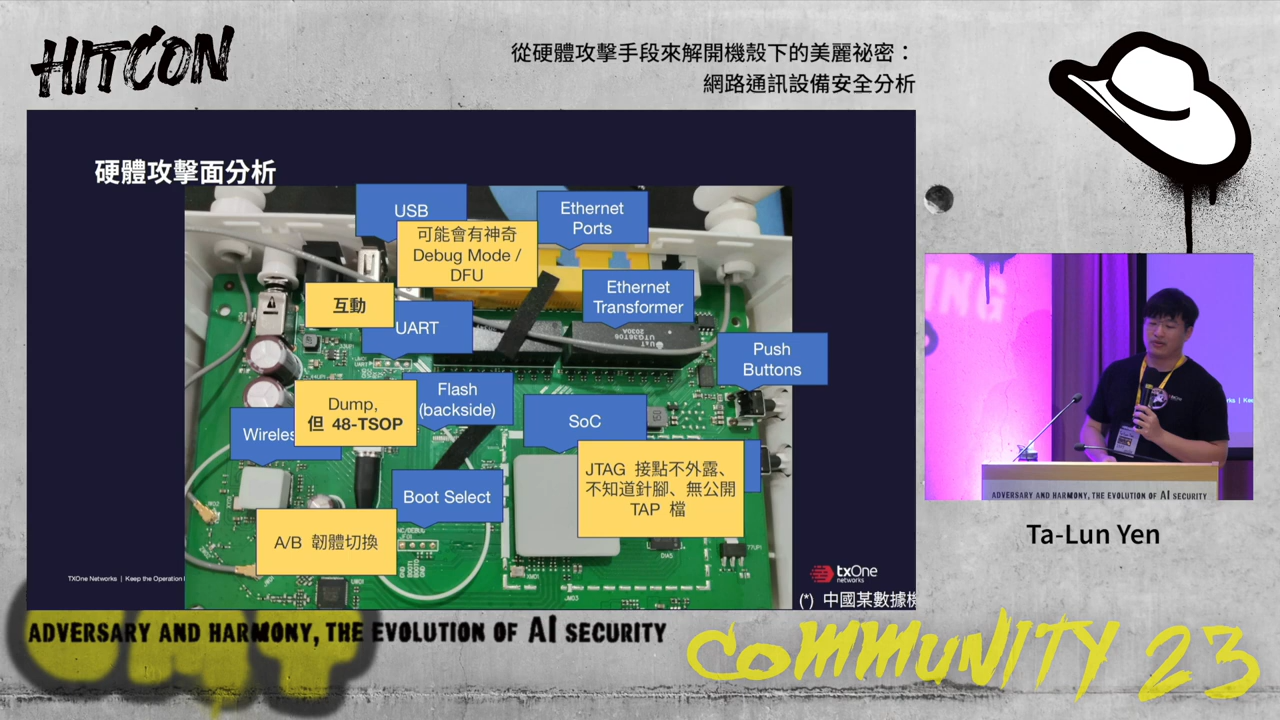 HITCON
從硬體攻擊手段來解開機殼下的美麗祕密：
網路通訊設備安全分析
硬體攻擊面分析
USB
可能會有神奇
Debug Mode /
DFU
Ethernet
Ports
互動
UART
Ethernet
Transformer
Push
Buttons
Dump,
但 48-TSOP
Flash
(backside)
SoC
Wireles
JTAG 接點不外露、
不知道針腳、無公開
TAP 檔
Boot Select
A/B 韌體切換
TXOne Networks | Keep the Operation
txOne
networks
(*) 中國某數據機
ADVERSARY AND HARMONY, THE EVOLUTION OF AI SECURITY
Ta-Lun Yen
ADVERSARY AND HARMONY, THE EVOLUTION OF AI SECURITY
COMMUNITY 23